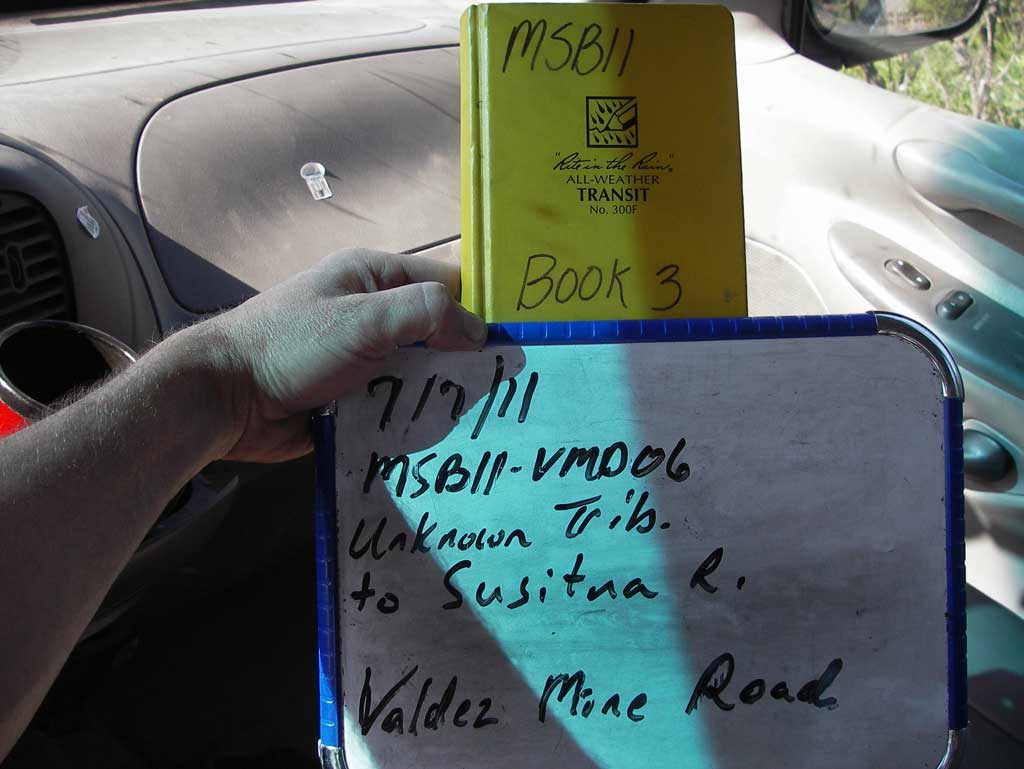 MSB11
"Rite in the Rain"
ALL-WEATHER
TRANSIT
No. 300F
BOOK 3
7/7/11
MSB11-VMD06
Unknown Trib.
to Susitna R.
Valdez Mine Road